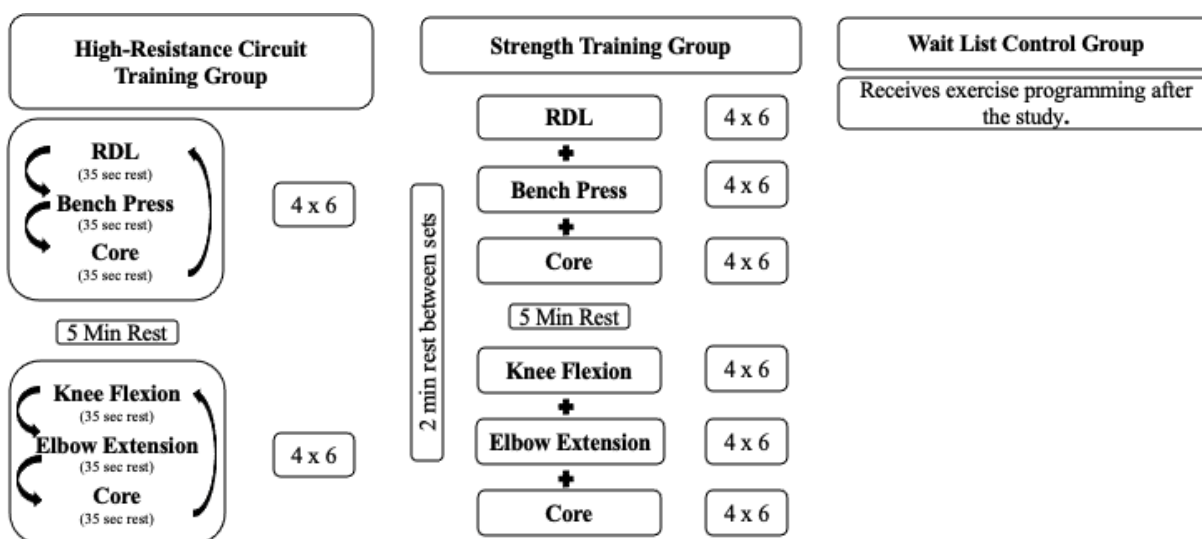 High-Resistance Circuit
Training Group
RDL
(35 sec rest)
Bench Press
(35 sec rest)
Core
(35 sec rest)
4 x 6
5 Min Rest
Knee Flexion
(35 sec rest)
Elbow Extension
(35 sec rest)
Core
(35 sec rest)
4 x 6
Strength Training Group
2 min rest between sets
RDL
4 x 6
+
Bench Press
4 x 6
+
Core
4 x 6
5 Min Rest
Knee Flexion
4 x 6
+
Elbow Extension
4 x 6
+
Core
4 x 6
Wait List Control Group
Receives exercise programming after
the study.